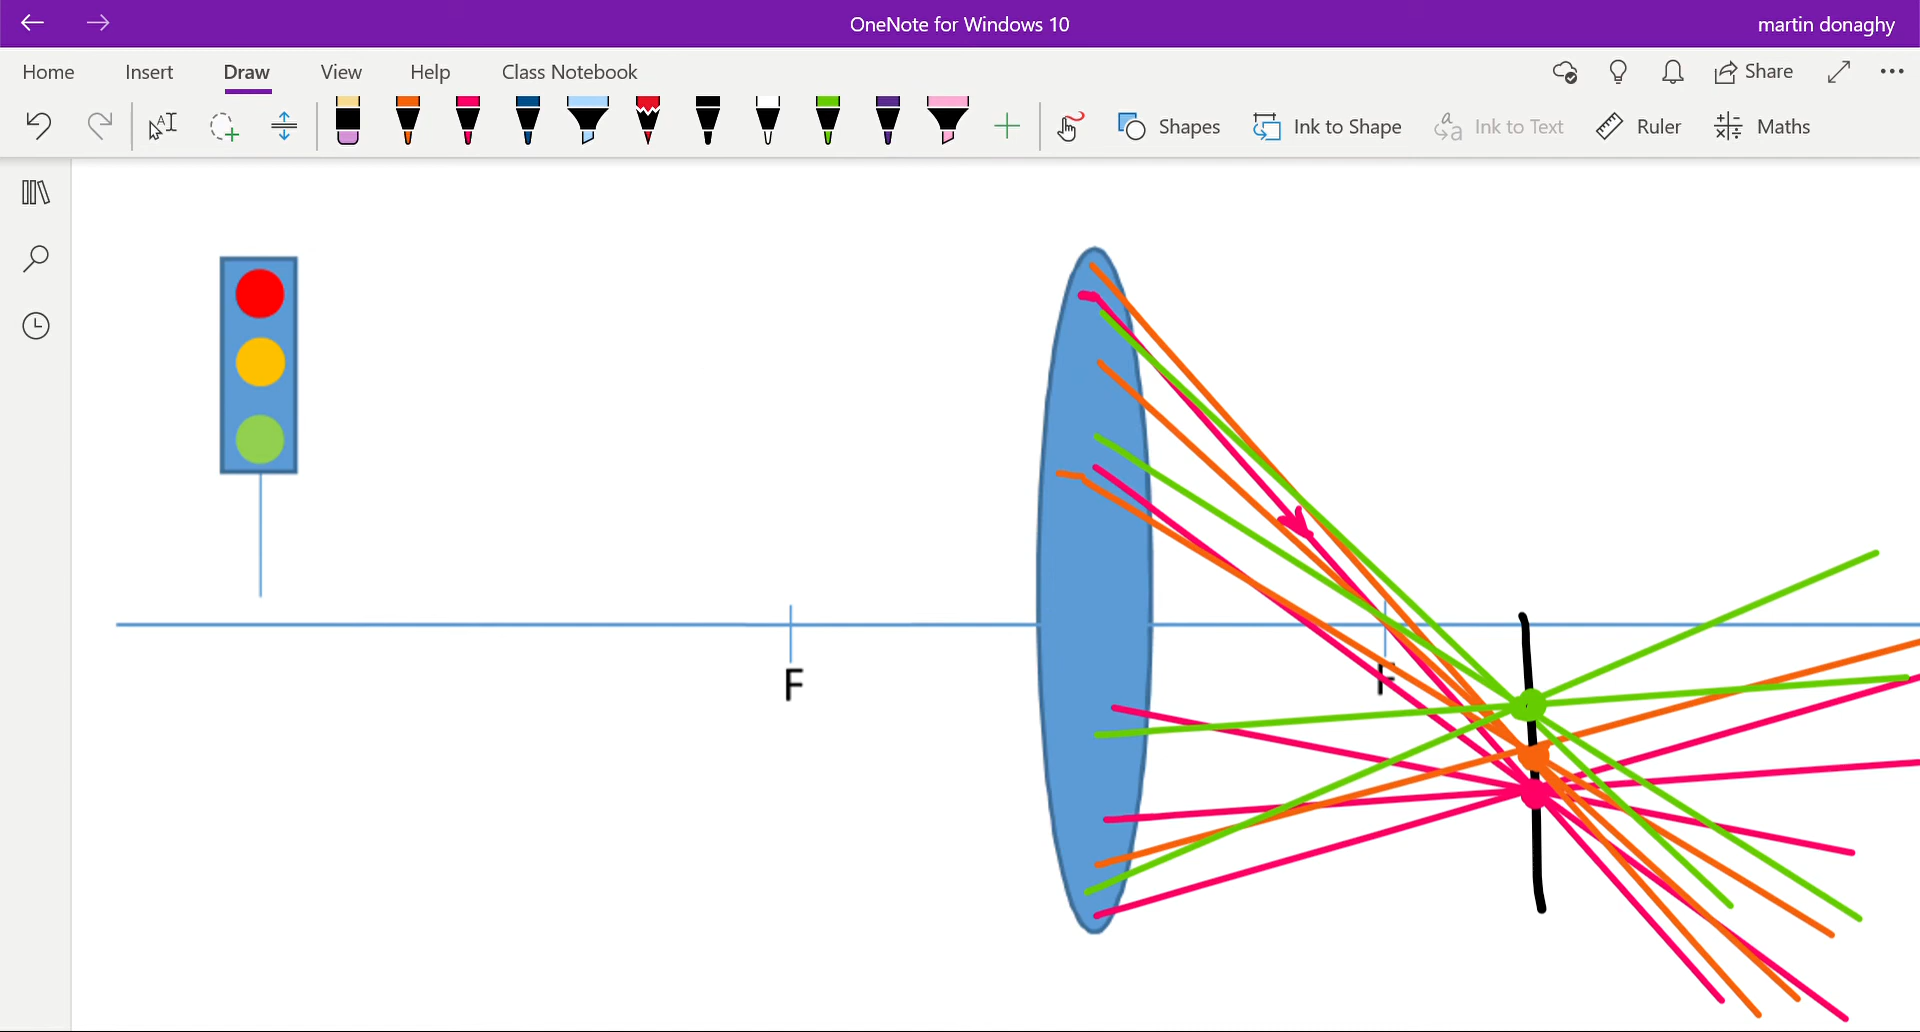 OneNote for Windows 10
martin donaghy
Home Insert Draw View Help Class Notebook
Share
Shapes Ink to Shape Ink to Text Ruler Maths
F
F